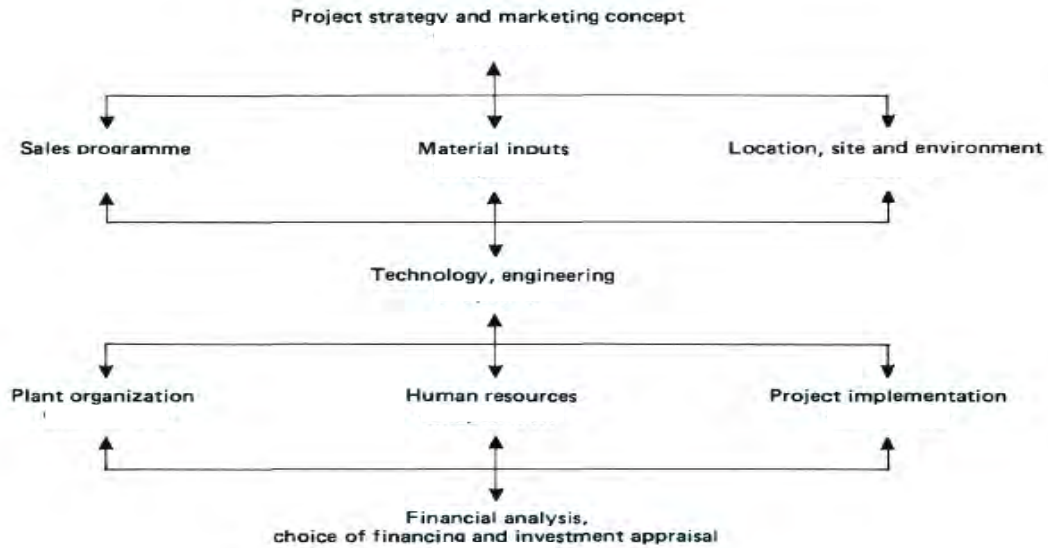 Project strategy and marketing concept
Sales programme
Material inputs
Location, site and environment
Technology, engineering
Plant organization
Human resources
Project implementation
Financial analysis,
choice of financing and investment appraisal